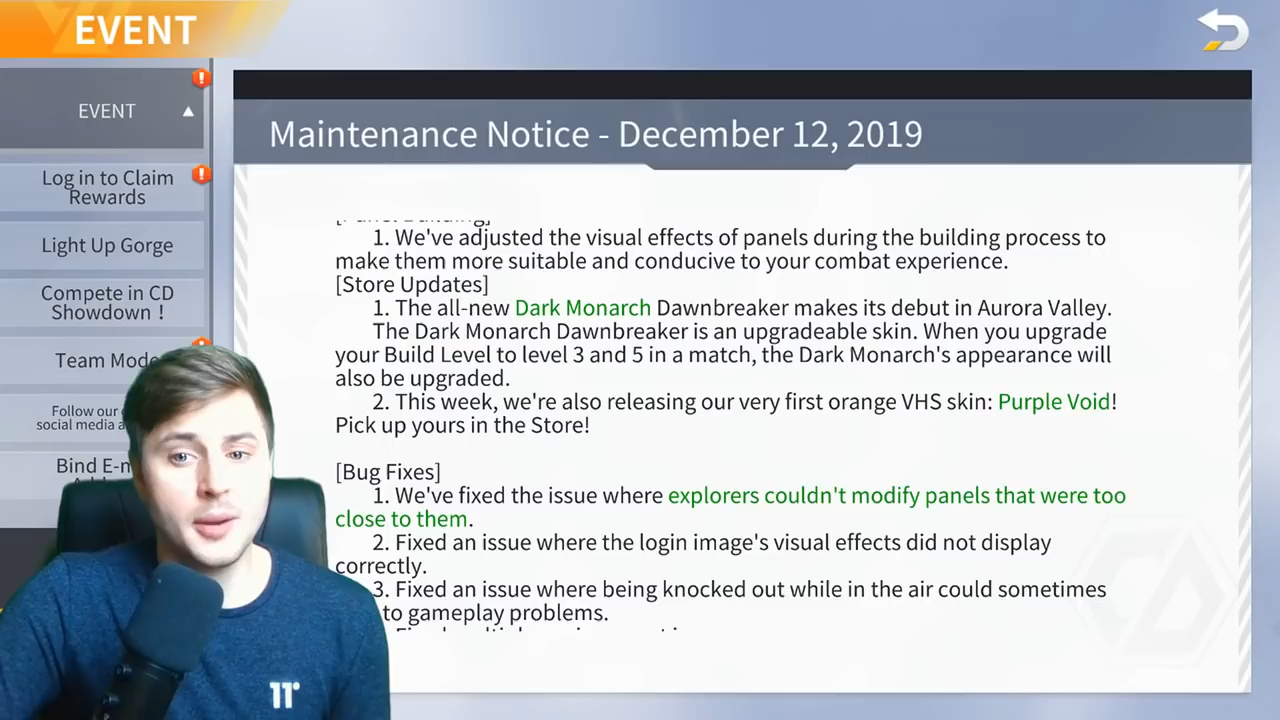 EVENT
EVENT
Log in to Claim
Rewards
Light Up Gorge
Compete in CD
Showdown !
Team Mode
Follow our
social media
Bind
Maintenance Notice - December 12, 2019
1. We've adjusted the visual effects of panels during the building process to
make them more suitable and conducive to your combat experience.
[Store Updates]
1. The all-new Dark Monarch Dawnbreaker makes its debut in Aurora Valley.
The Dark Monarch Dawnbreaker is an upgradeable skin. When you upgrade
your Build Level to level 3 and 5 in a match, the Dark Monarch's appearance will
also be upgraded.
2. This week, we're also releasing our very first orange VHS skin: Purple Void!
Pick up yours in the Store!
[Bug Fixes]
1. We've fixed the issue where explorers couldn't modify panels that were too
close to them.
2. Fixed an issue where the login image's visual effects did not display
correctly.
3. Fixed an issue where being knocked out while in the air could sometimes
to gameplay problems.
11